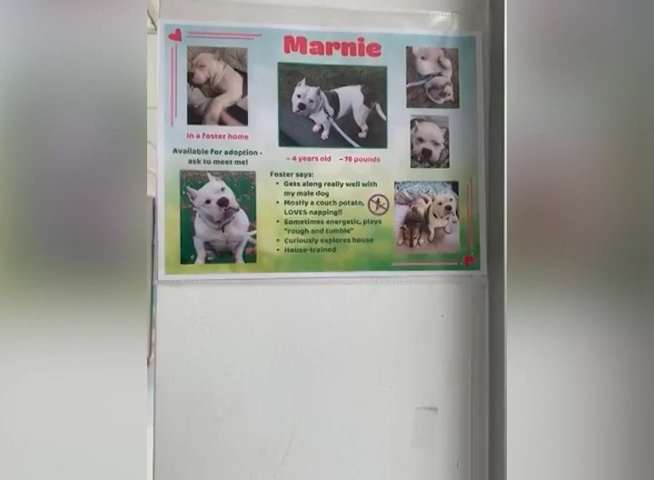 Marnie
In a foster home
Available for adoption -
ask to meet me!
~ 4 years old ~ 70 pounds
Foster says:
• Gets along really well with
my male dog
• Mostly a couch potato,
LOVES napping!!
• Sometimes energetic, plays
"rough and tumble"
• Curiously explores house
• House-trained